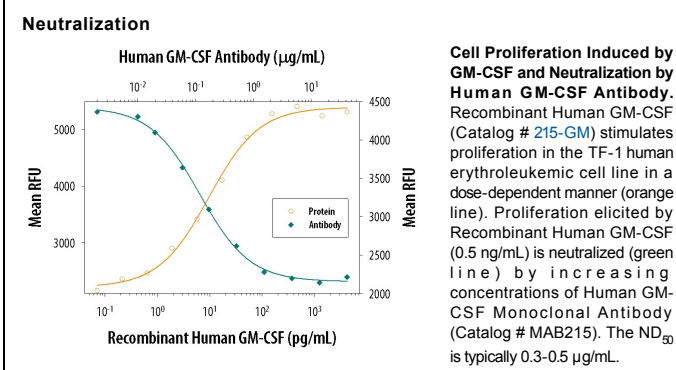 Neutralization
Human GM-CSF Antibody (µg/mL)
10⁻² 10⁻¹ 10⁰ 10¹
5000
4000
3000
Mean RFU
4500
4000
3500
3000
2500
2000
Mean RFU
Protein
Antibody
10⁻¹ 10⁰ 10¹ 10² 10³
Recombinant Human GM-CSF (pg/mL)
Cell Proliferation Induced by
GM-CSF and Neutralization by
Human GM-CSF Antibody.
Recombinant Human GM-CSF
(Catalog # 215-GM) stimulates
proliferation in the TF-1 human
erythroleukemic cell line in a
dose-dependent manner (orange
line). Proliferation elicited by
Recombinant Human GM-CSF
(0.5 ng/mL) is neutralized (green
line) by increasing
concentrations of Human GM-
CSF Monoclonal Antibody
(Catalog # MAB215). The ND₅₀
is typically 0.3-0.5 µg/mL.